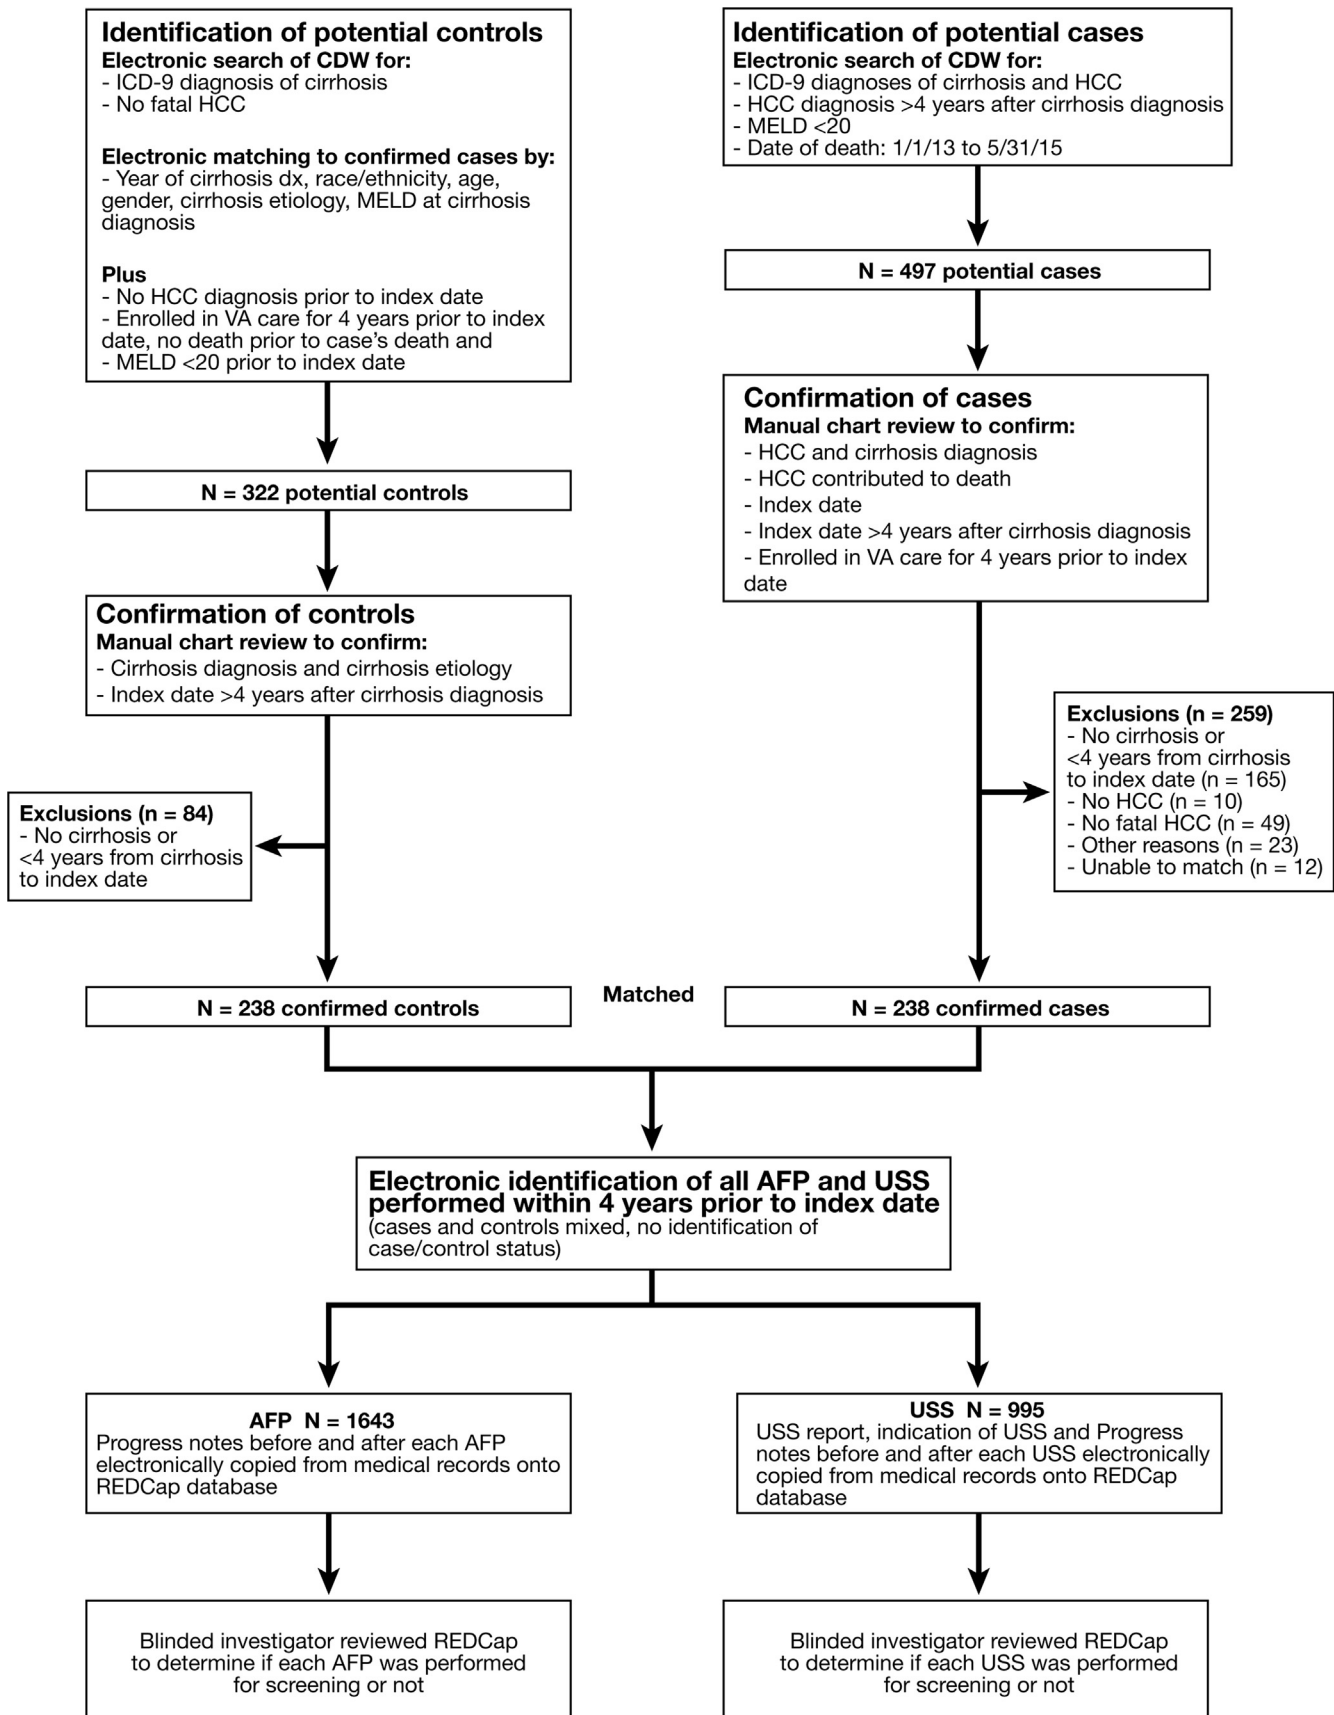 Identification of potential controls
Electronic search of CDW for:
- ICD-9 diagnosis of cirrhosis
- No fatal HCC
Electronic matching to confirmed cases by:
- Year of cirrhosis dx, race/ethnicity, age,
gender, cirrhosis etiology, MELD at cirrhosis
diagnosis
Plus
- No HCC diagnosis prior to index date
- Enrolled in VA care for 4 years prior to index
date, no death prior to case's death and
- MELD <20 prior to index date
N = 322 potential controls
Confirmation of controls
Manual chart review to confirm:
- Cirrhosis diagnosis and cirrhosis etiology
- Index date >4 years after cirrhosis diagnosis
Exclusions (n = 84)
- No cirrhosis or
<4 years from cirrhosis
to index date
N = 238 confirmed controls
Identification of potential cases
Electronic search of CDW for:
- ICD-9 diagnoses of cirrhosis and HCC
- HCC diagnosis >4 years after cirrhosis diagnosis
- MELD <20
- Date of death: 1/1/13 to 5/31/15
N = 497 potential cases
Confirmation of cases
Manual chart review to confirm:
- HCC and cirrhosis diagnosis
- HCC contributed to death
- Index date
- Index date >4 years after cirrhosis diagnosis
- Enrolled in VA care for 4 years prior to index
date
Exclusions (n = 259)
- No cirrhosis or
<4 years from cirrhosis
to index date (n = 165)
- No HCC (n = 10)
- No fatal HCC (n = 49)
- Other reasons (n = 23)
- Unable to match (n = 12)
Matched
N = 238 confirmed cases
Electronic identification of all AFP and USS
performed within 4 years prior to index date
(cases and controls mixed, no identification of
case/control status)
AFP N = 1643
Progress notes before and after each AFP
electronically copied from medical records onto
REDCap database
USS N = 995
USS report, indication of USS and Progress
notes before and after each USS electronically
copied from medical records onto REDCap
database
Blinded investigator reviewed REDCap
to determine if each AFP was performed
for screening or not
Blinded investigator reviewed REDCap
to determine if each USS was performed
for screening or not